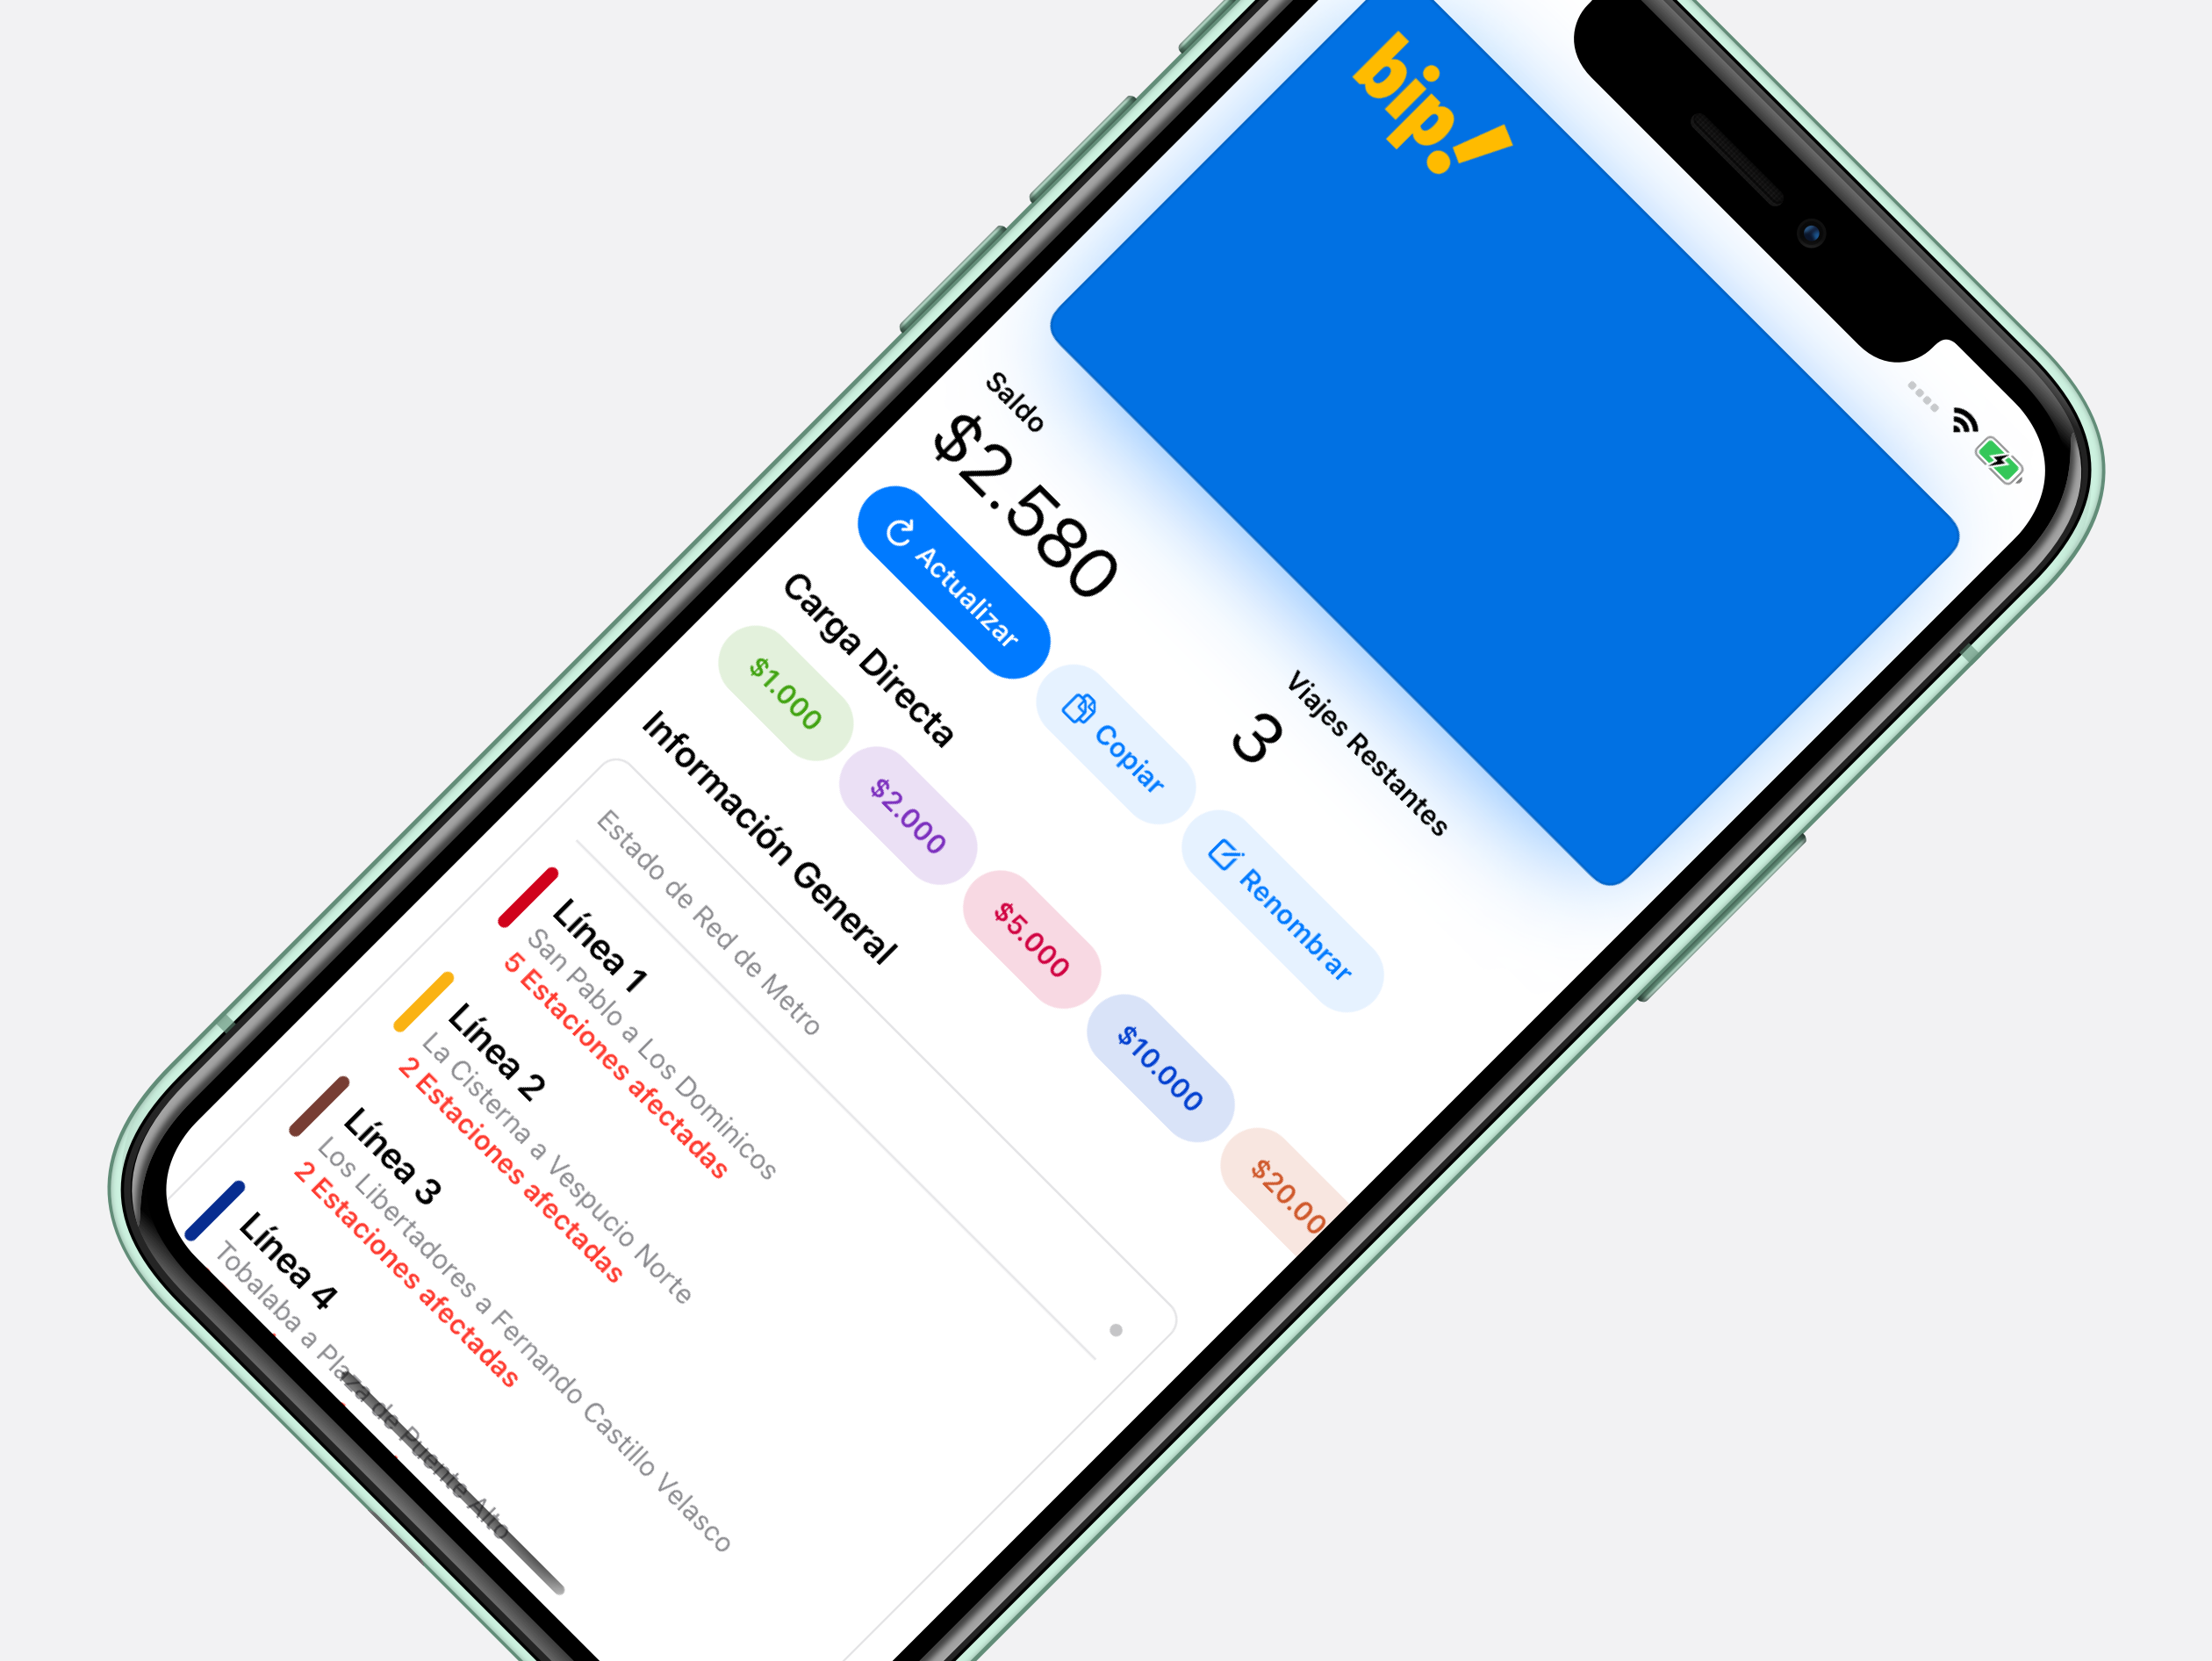 bip!
Saldo
$2.580
Viajes Restantes
3
Actualizar
Copiar
Renombrar
Carga Directa
$1.000
$2.000
$5.000
$10.000
$20.00
Información General
Estado de Red de Metro
Línea 1
San Pablo a Los Dominicos
5 Estaciones afectadas
Línea 2
La Cisterna a Vespucio Norte
2 Estaciones afectadas
Línea 3
Los Libertadores a Fernando Castillo Velasco
2 Estaciones afectadas
Línea 4
Tobalaba a Plaza de Puente Alto